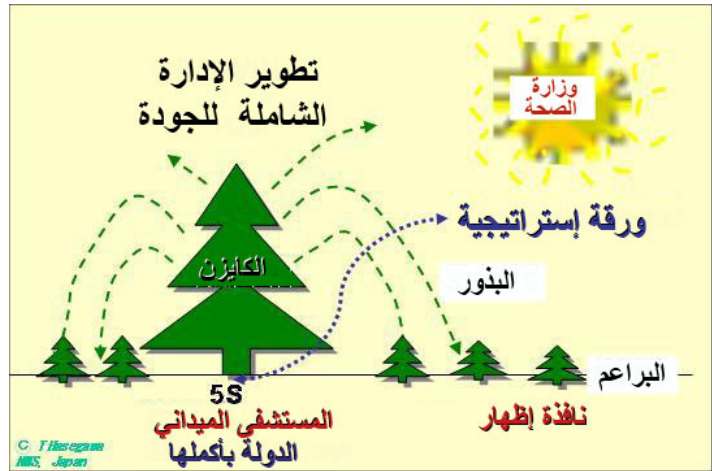 تطوير الإدارة
الشاملة للجودة
وزارة
الصحة
ورقة إستراتيجية
الكايزن
البذور
البراعم
5S
المستشفى الميداني
الدولة بأكملها
نافذة إظهار
© T Hasegawa
NIHS, Japan